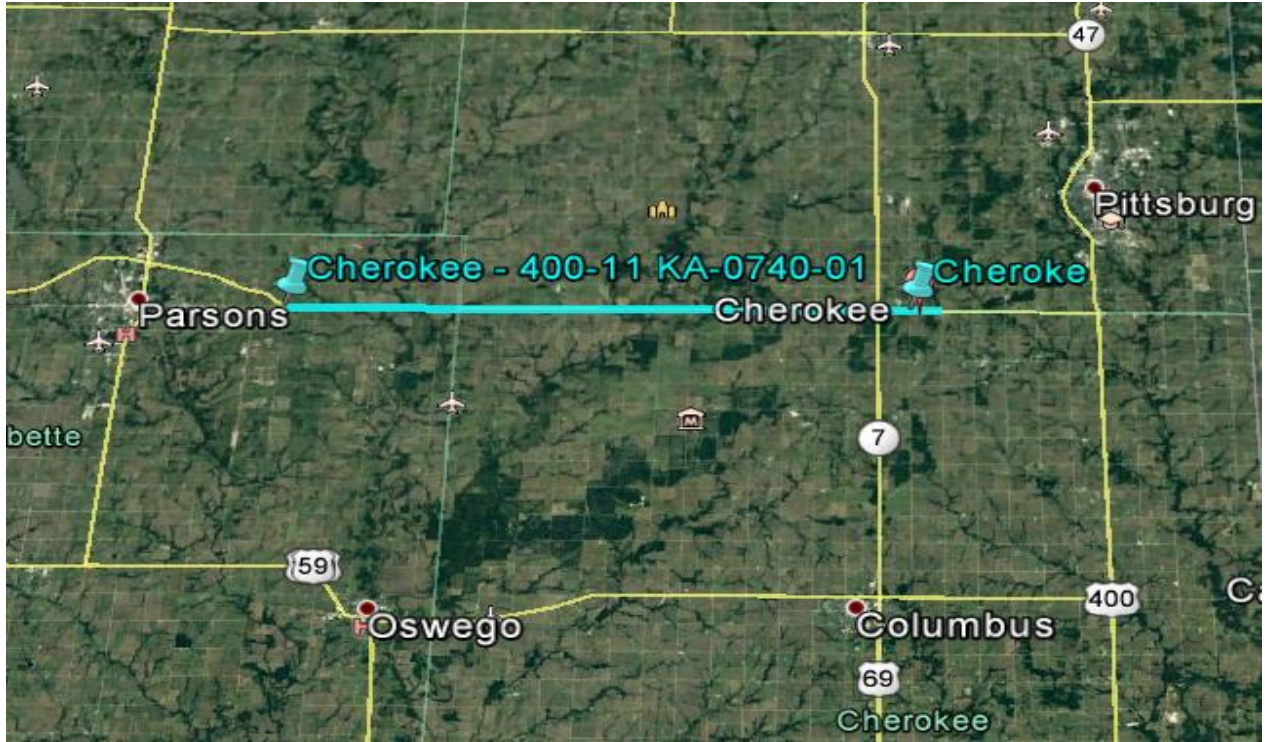 47
Pittsburg
Cherokee - 400-11 KA-0740-01
Cheroke
Parsons
Cherokee
bette
7
59
400
Ca
Oswego
Columbus
69
Cherokee